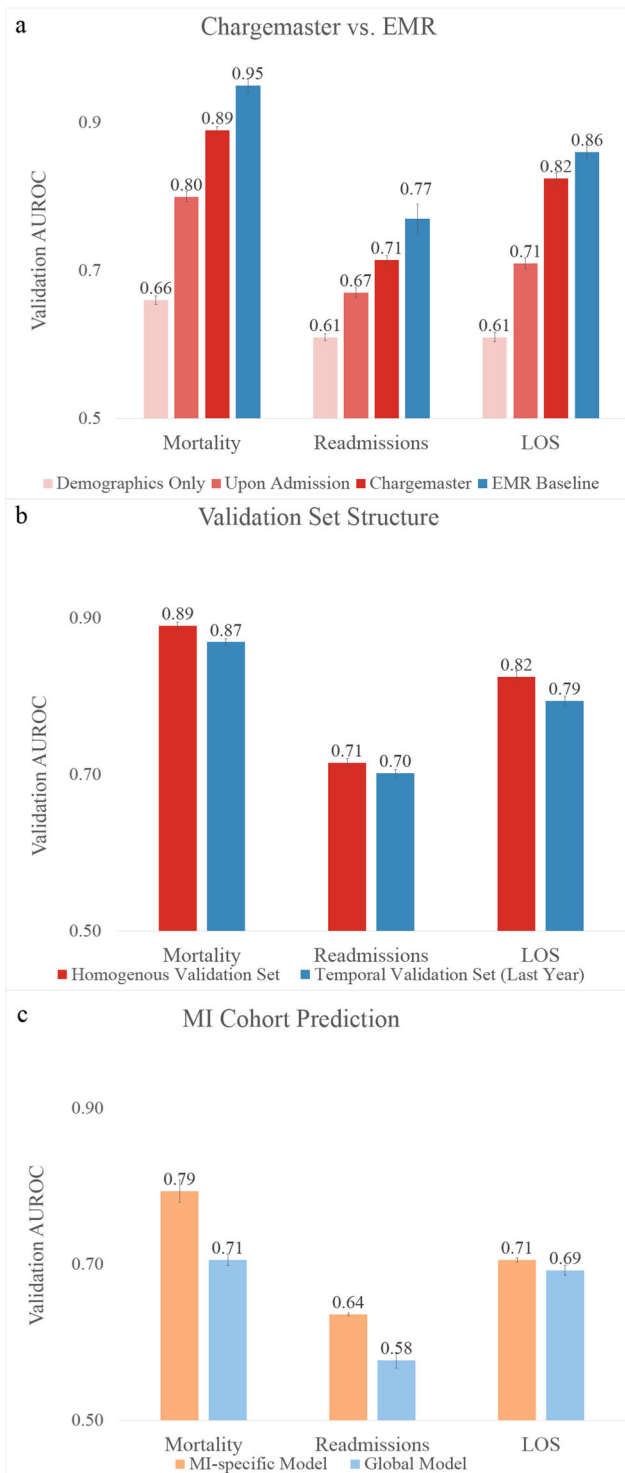 a
Chargemaster vs. EMR
Validation AUROC
0.9
0.7
0.5
0.66
0.80
0.89
0.95
0.61
0.67
0.71
0.77
0.61
0.71
0.82
0.86
Mortality Readmissions LOS
Demographics Only Upon Admission Chargemaster EMR Baseline
b
Validation Set Structure
Validation AUROC
0.90
0.70
0.50
0.89
0.87
0.71
0.70
0.82
0.79
Mortality Readmissions LOS
Homogenous Validation Set Temporal Validation Set (Last Year)
c
MI Cohort Prediction
Validation AUROC
0.90
0.70
0.50
0.79
0.71
0.64
0.58
0.71
0.69
Mortality Readmissions LOS
MI-specific Model Global Model